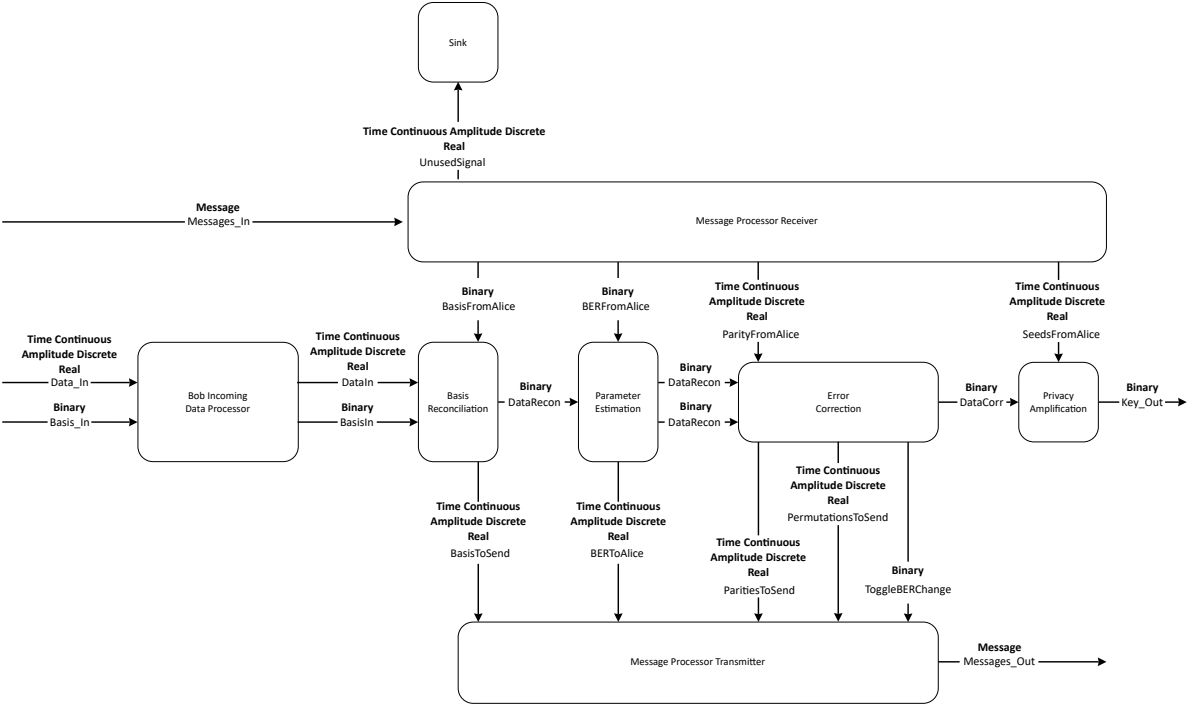 Sink
Time Continuous Amplitude Discrete
Real
UnusedSignal
Message
Messages_In
Message Processor Receiver
Binary
BasisFromAlice
Binary
BERFromAlice
Time Continuous
Amplitude Discrete
Real
ParityFromAlice
Time Continuous
Amplitude Discrete
Real
SeedsFromAlice
Time Continuous
Amplitude Discrete
Real
Data_In
Binary
Basis_In
Bob Incoming
Data Processor
Time Continuous
Amplitude Discrete
Real
DataIn
Binary
BasisIn
Basis
Reconciliation
Binary
DataRecon
Parameter
Estimation
Binary
DataRecon
Binary
DataRecon
Error
Correction
Binary
DataCorr
Privacy
Amplification
Binary
Key_Out
Time Continuous
Amplitude Discrete
Real
BasisToSend
Time Continuous
Amplitude Discrete
Real
BERToAlice
Time Continuous
Amplitude Discrete
Real
ParitiesToSend
Time Continuous
Amplitude Discrete
Real
PermutationsToSend
Binary
ToggleBERChange
Message Processor Transmitter
Message
Messages_Out